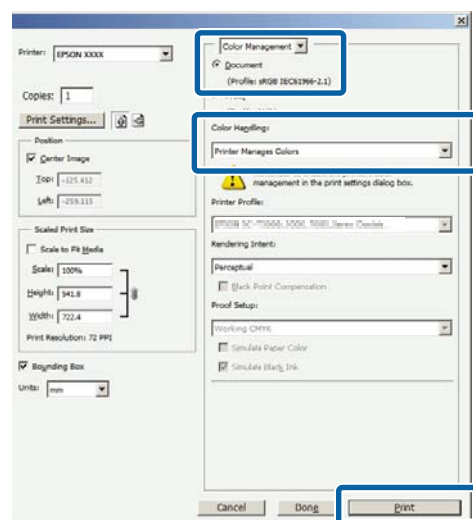 Printer: EPSON XXXX
Copies: 1
Print Settings...
Position
Center Image
Top: -125.412
Left: -259.115
Scaled Print Size
Scale to Fit Media
Scale: 100%
Height: 541.8
Width: 722.4
Print Resolution: 72 PPI
Bounding Box
Units: mm
Color Management
Document
(Profile: sRGB IEC61966-2.1)
Color Handling:
Printer Manages Colors
management in the print settings dialog box.
Printer Profile:
Rendering Intent:
Perceptual
Black Point Compensation
Proof Setup:
Working CMYK
Simulate Paper Color
Simulate Black Ink
Cancel
Done
Print